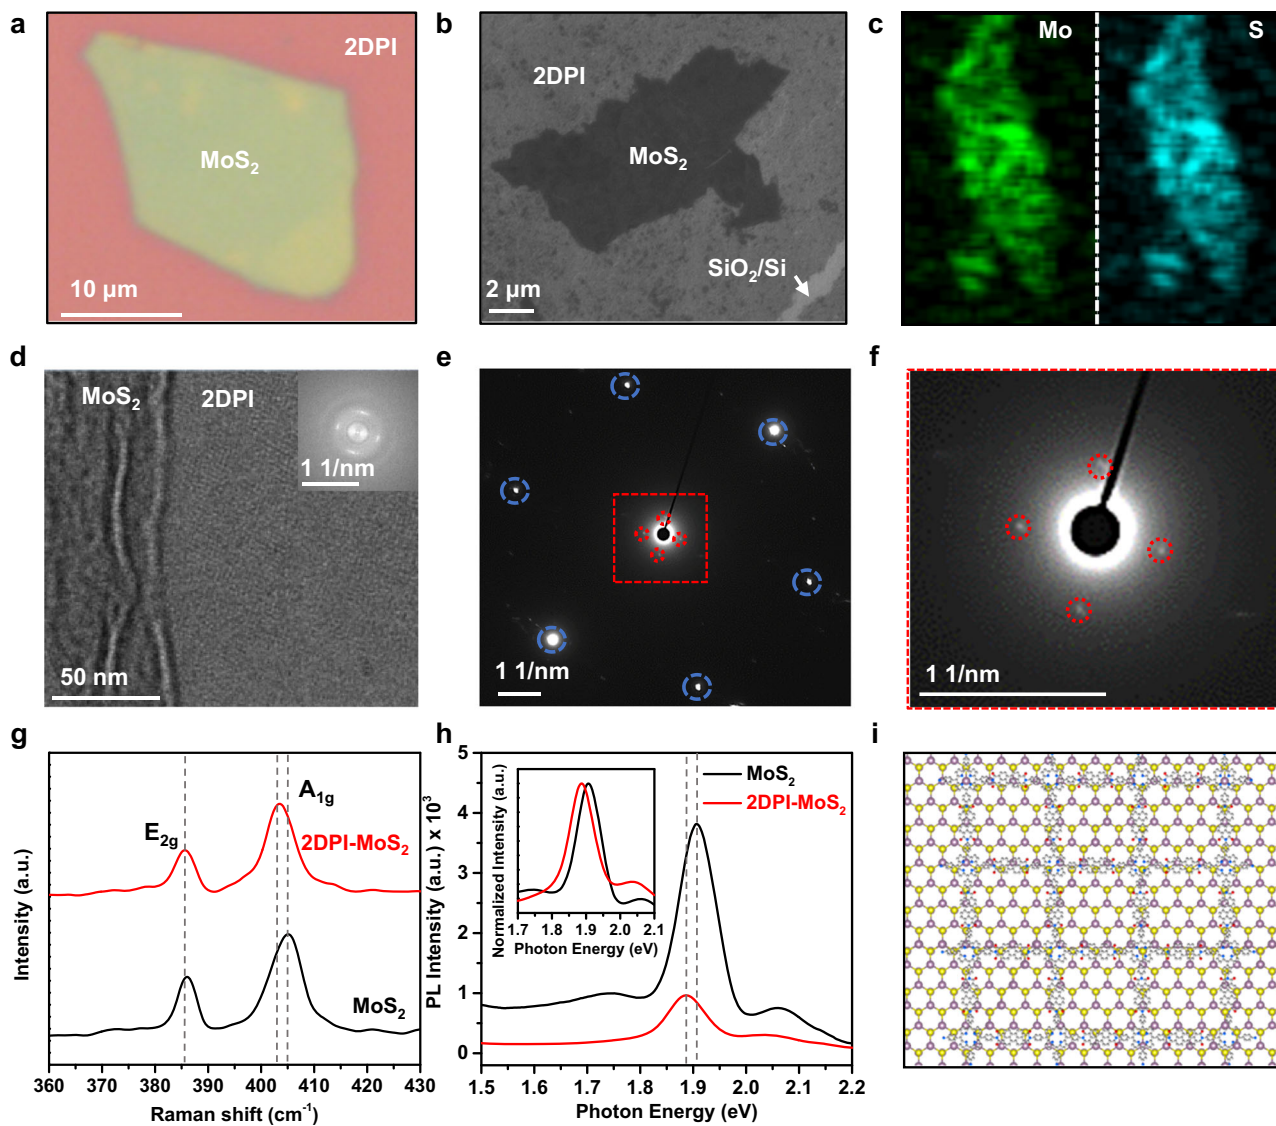 a
2DPI
MoS₂
10 μm
b
2DPI
MoS₂
SiO₂/Si
2 μm
c
Mo
S
d
MoS₂
2DPI
1 1/nm
50 nm
e
1 1/nm
f
1 1/nm
g
A₁g
E₂g
2DPI-MoS₂
MoS₂
Intensity (a.u.)
360 370 380 390 400 410 420 430
Raman shift (cm⁻¹)
h
5
4
3
2
1
0
PL Intensity (a.u.) x 10³
MoS₂
2DPI-MoS₂
Normalized Intensity (a.u.)
1.7 1.8 1.9 2.0 2.1
Photon Energy (eV)
1.5 1.6 1.7 1.8 1.9 2.0 2.1 2.2
Photon Energy (eV)
i